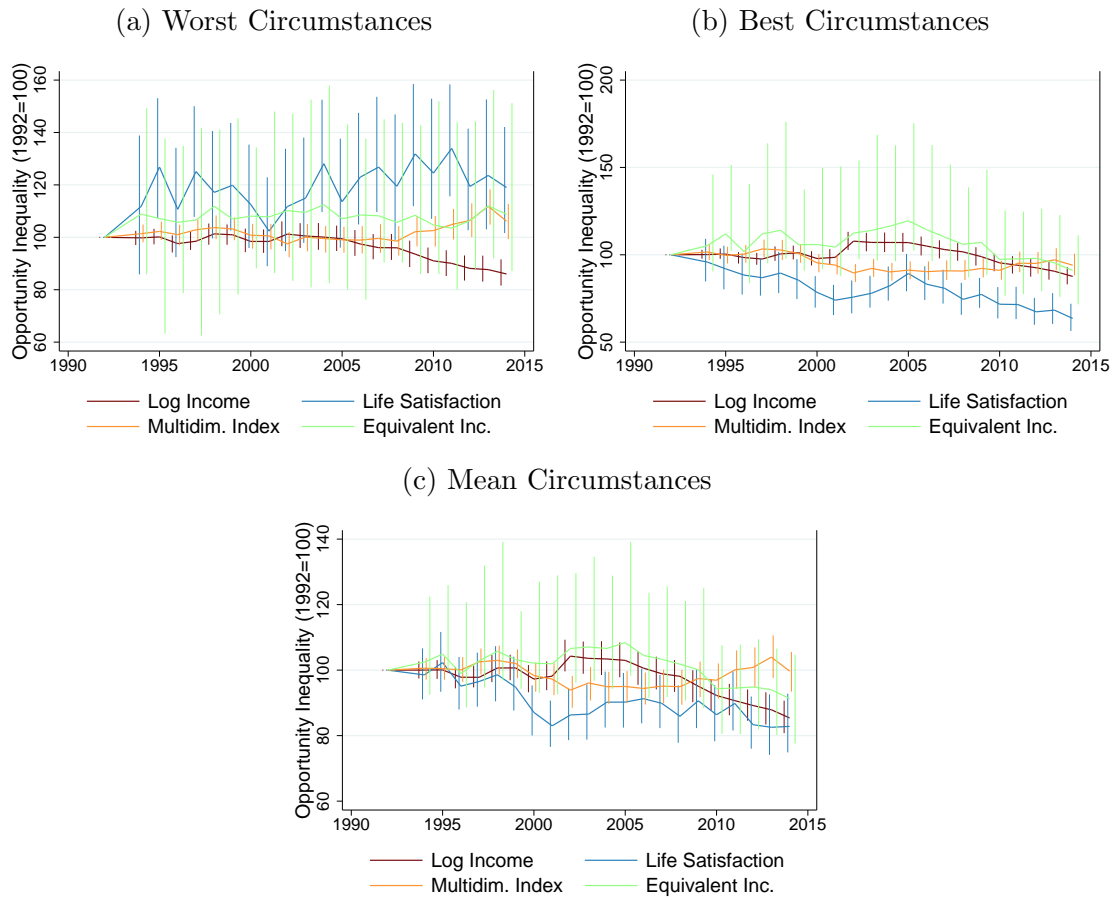 (a) Worst Circumstances
Opportunity Inequality (1992=100)
160
140
120
100
80
60
1990 1995 2000 2005 2010 2015
Log Income Life Satisfaction
Multidim. Index Equivalent Inc.
(b) Best Circumstances
Opportunity Inequality (1992=100)
200
150
100
50
1990 1995 2000 2005 2010 2015
Log Income Life Satisfaction
Multidim. Index Equivalent Inc.
(c) Mean Circumstances
Opportunity Inequality (1992=100)
140
120
100
80
60
1990 1995 2000 2005 2010 2015
Log Income Life Satisfaction
Multidim. Index Equivalent Inc.